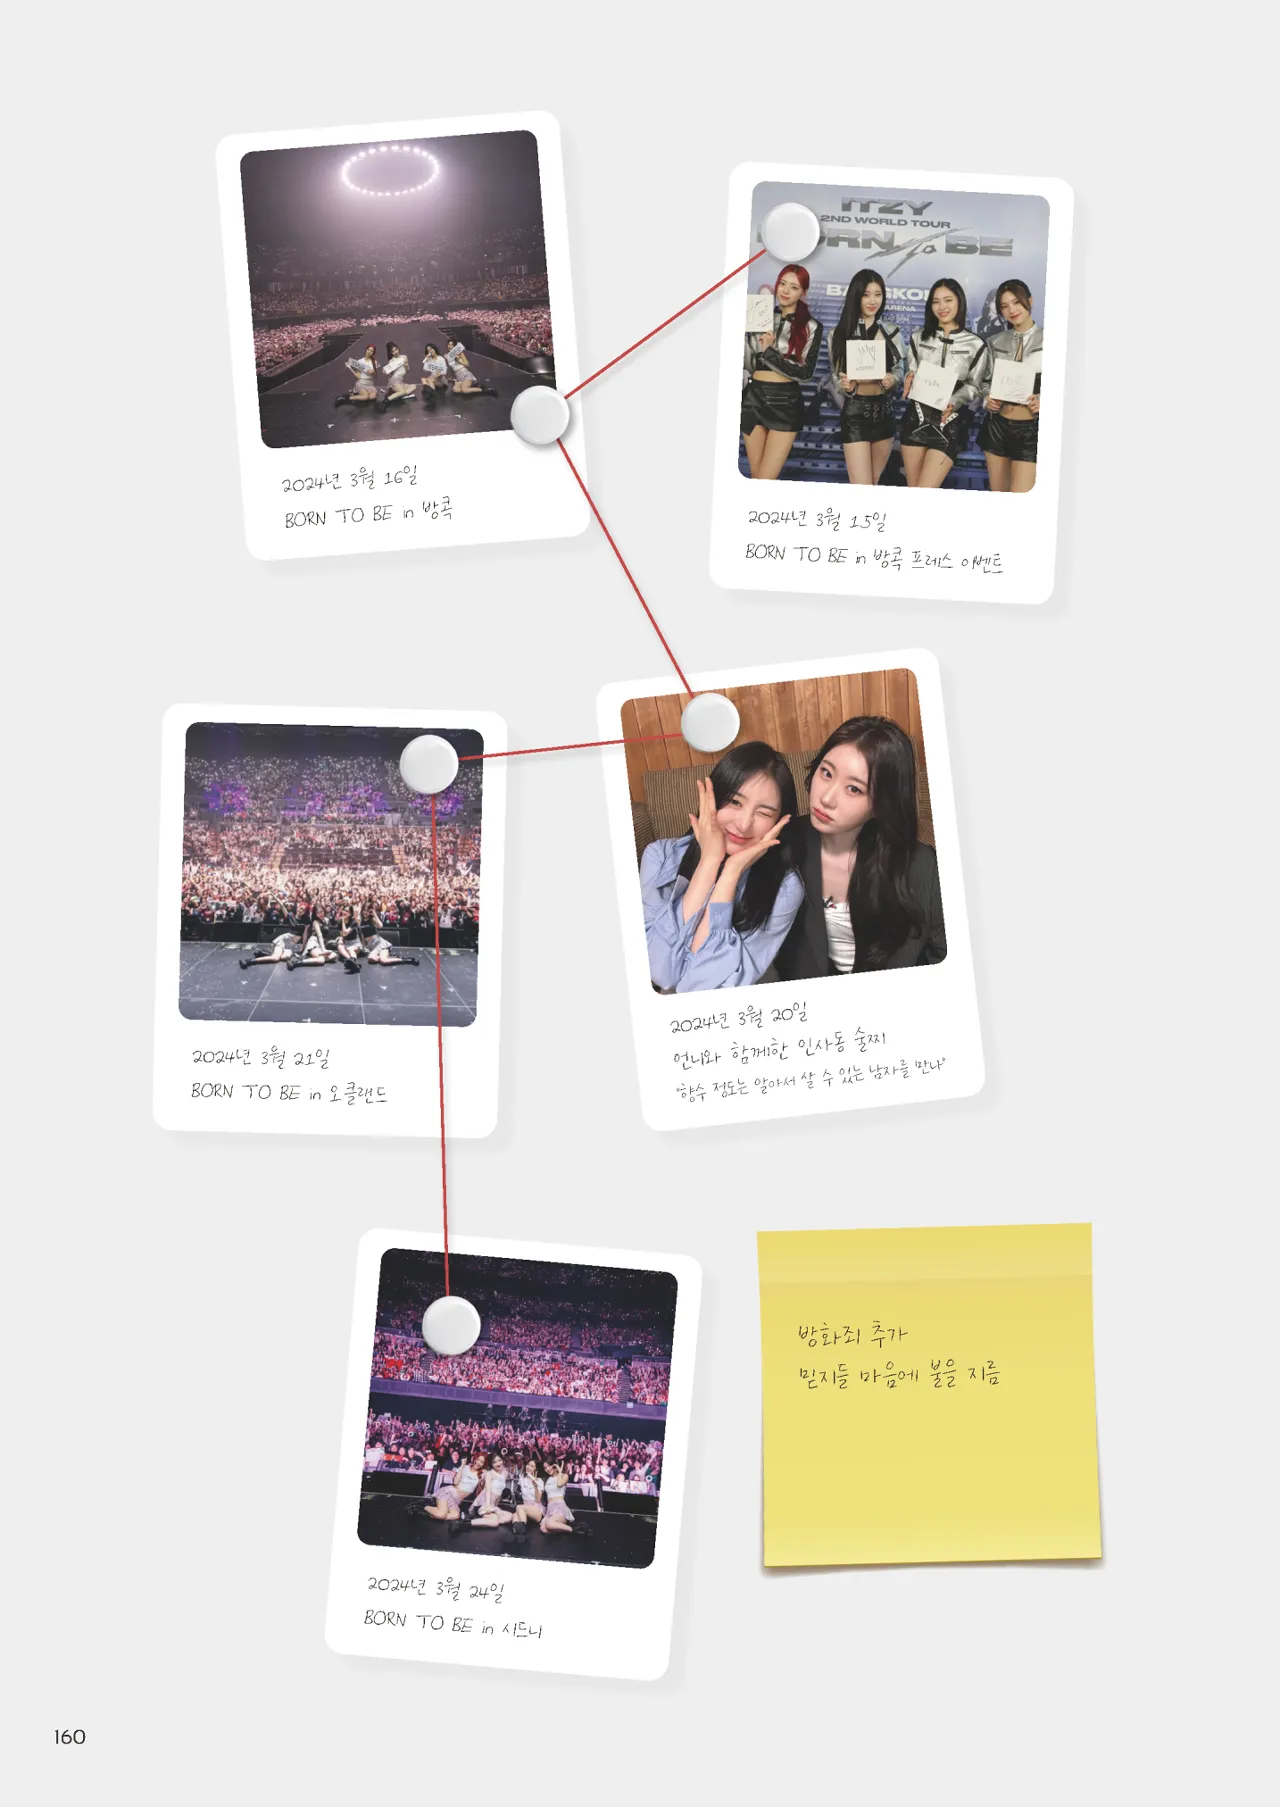 2024년 3월 16일
BORN TO BE in 방콕
ITZY
2ND WORLD TOUR
BORN TO BE
ARENA
2024년 3월 15일
BORN TO BE in 방콕 프레스 이벤트
2024년 3월 21일
BORN TO BE in 오클랜드
2024년 3월 20일
언니와 함께한 인사동 술찌
"향수 정도는 알아서 살 수 있는 남자를 만나"
2024년 3월 24일
BORN TO BE in 시드니
방화죄 추가
믿지들 마음에 불을 지름
160